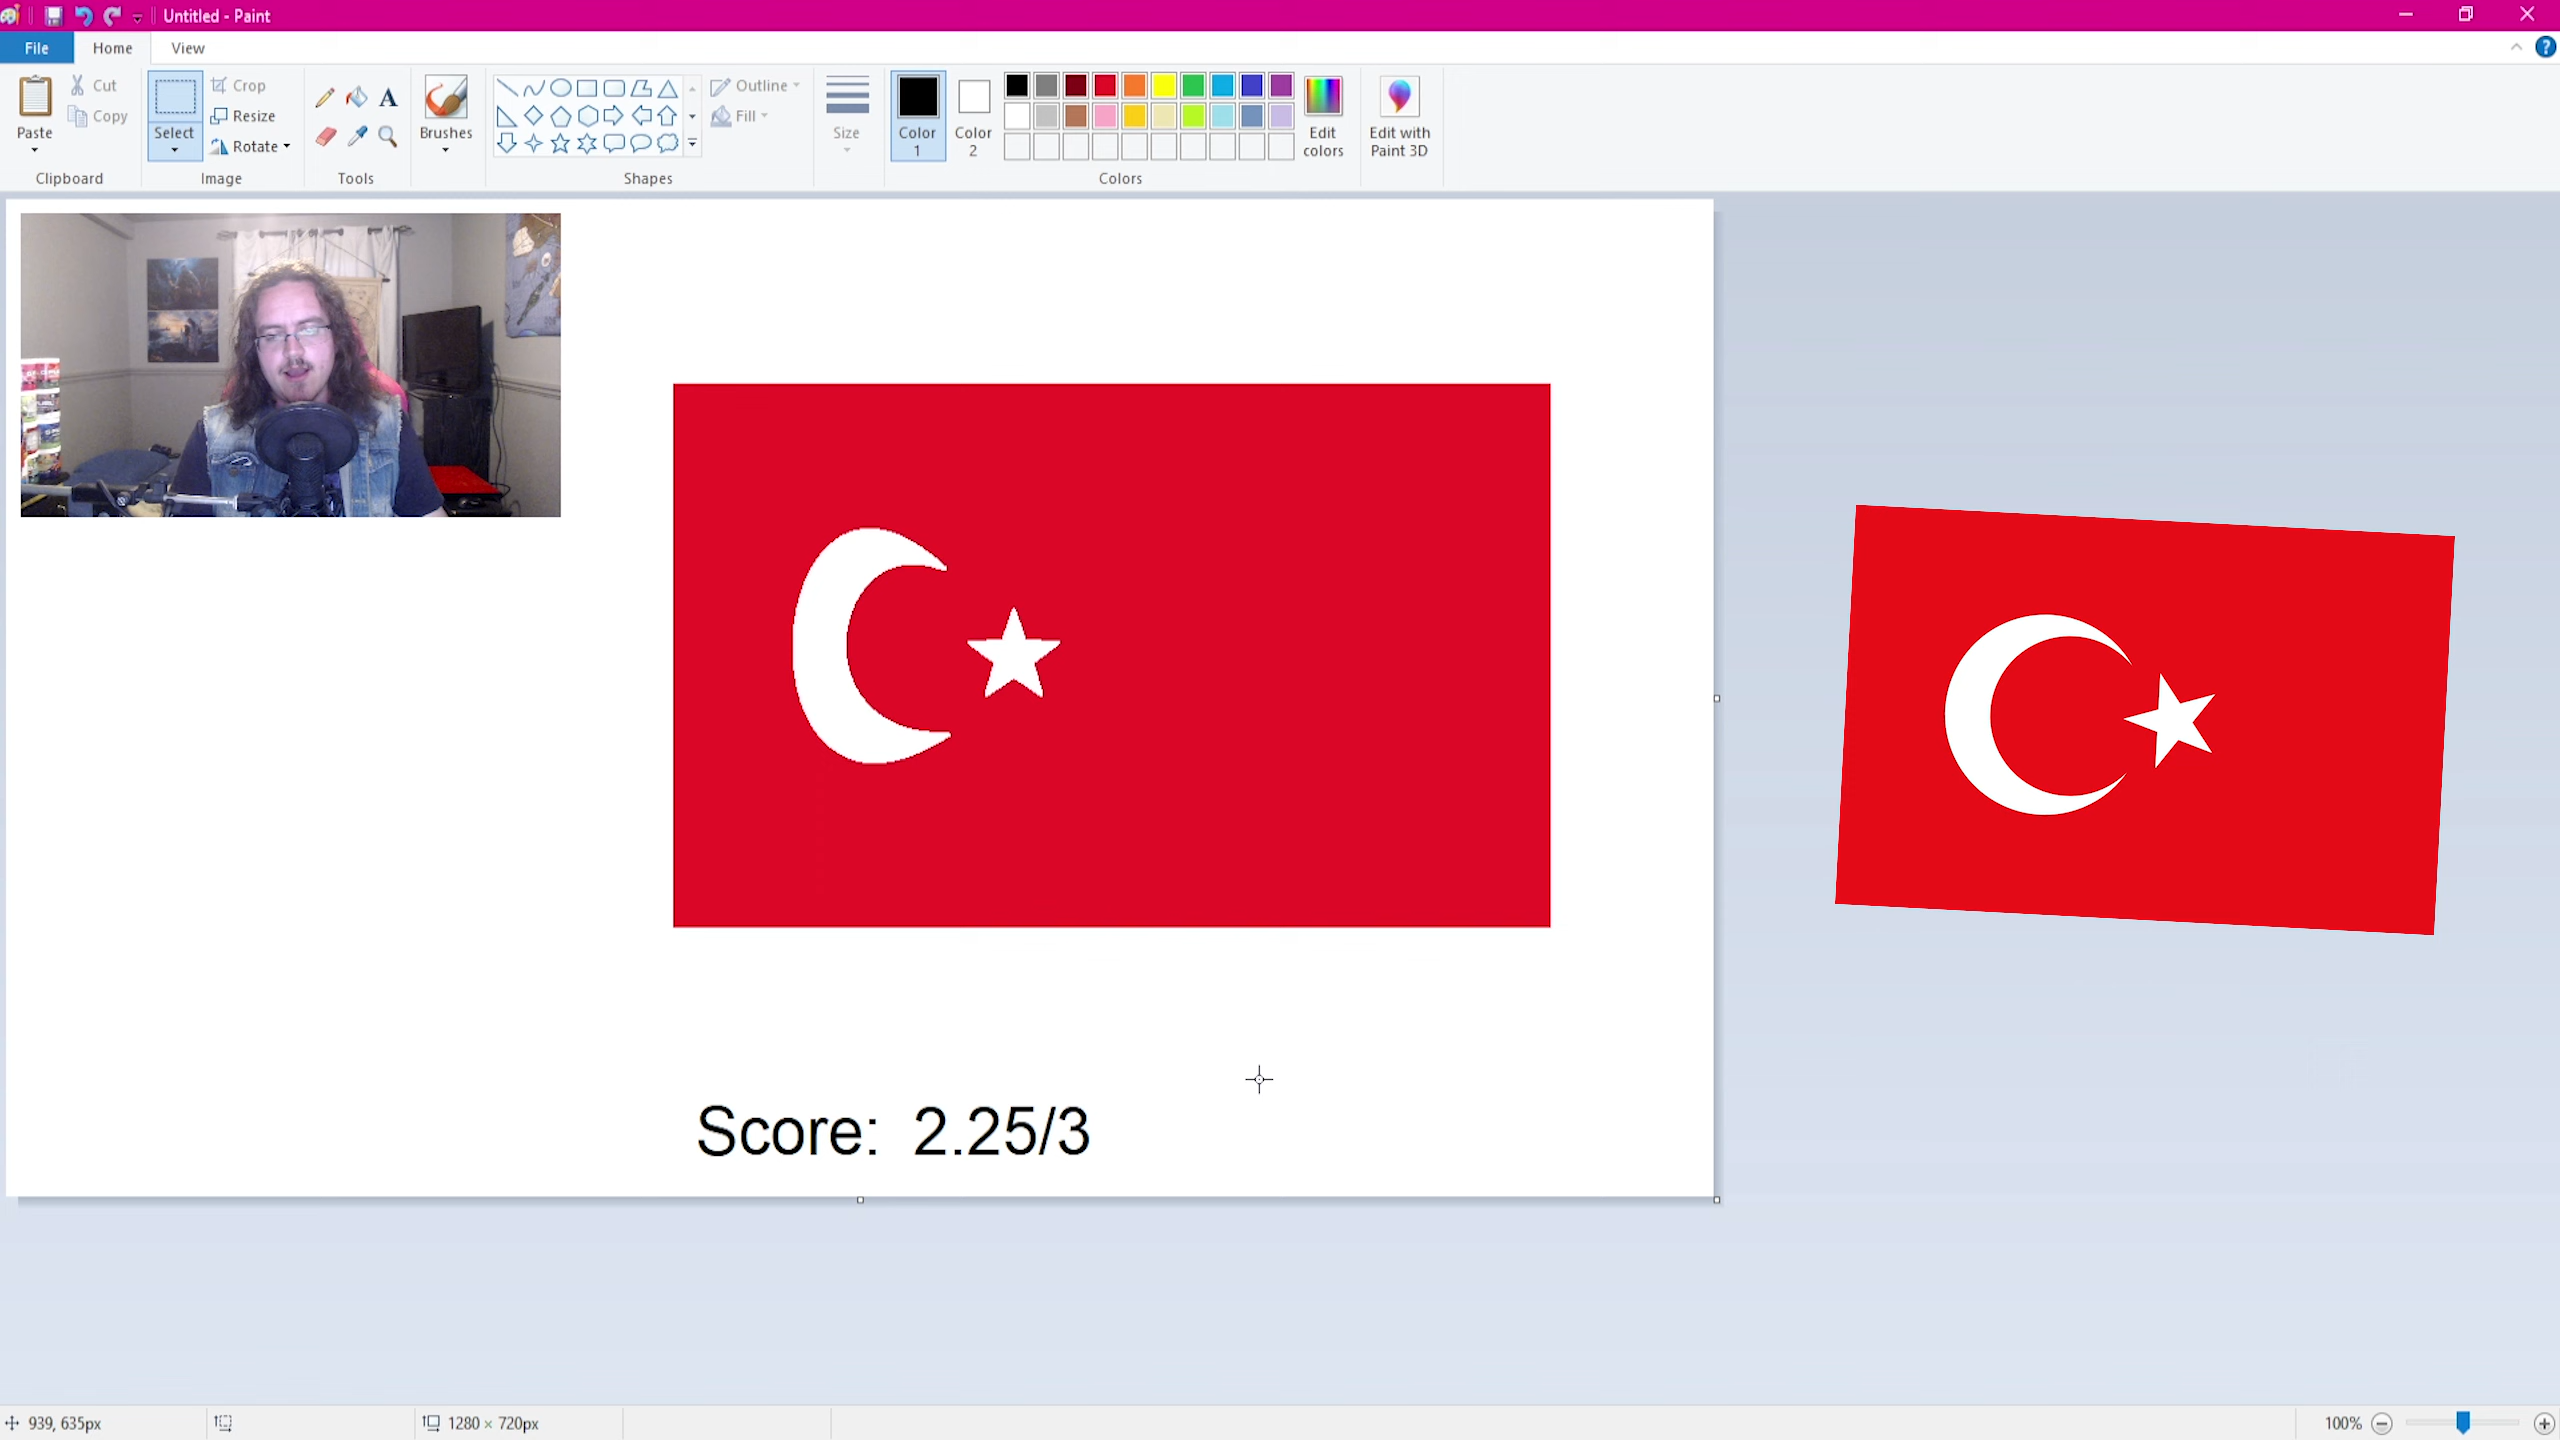 Untitled - Paint
File Home View
Paste
Cut
Copy
Clipboard
Select
Crop
Resize
Rotate
Image
A
Tools
Brushes
Shapes
Outline
Fill
Size
Color 1
Color 2
Colors
Edit colors
Edit with Paint 3D
?
Score: 2.25/3
939, 635px
1280 × 720px
100%